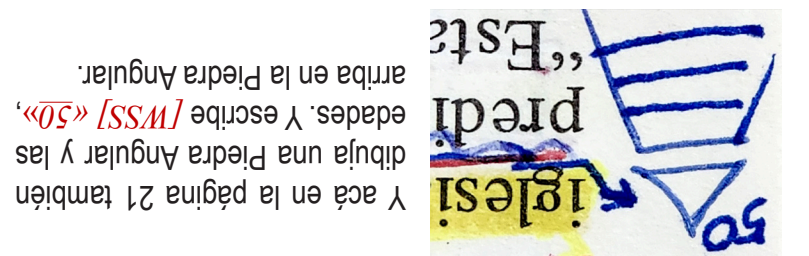 50
iglesi
predi
“Esta
Y acá en la página 21 también
dibuja una Piedra Angular y las
edades. Y escribe [WSS] «50»,
arriba en la Piedra Angular.